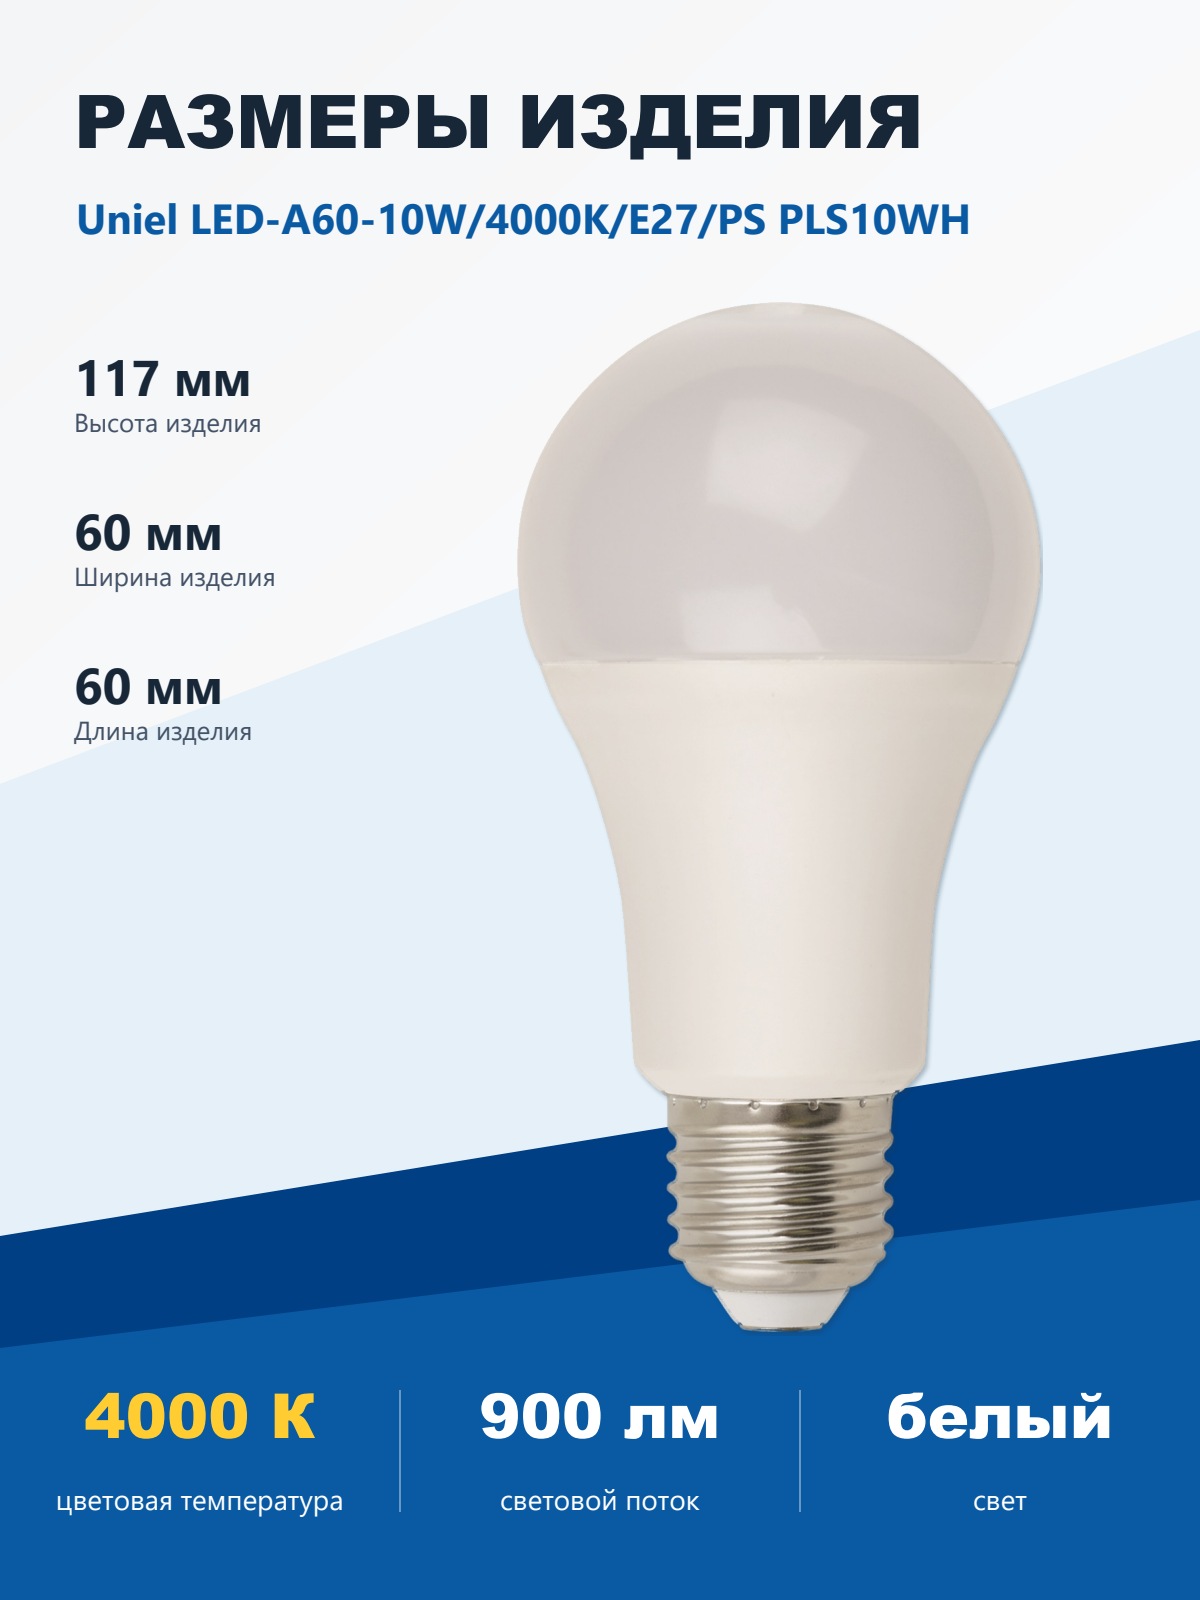 РАЗМЕРЫ ИЗДЕЛИЯ
Uniel LED-A60-10W/4000K/E27/PS PLS10WH
117 мм
Высота изделия
60 мм
Ширина изделия
60 мм
Длина изделия
4000 К
цветовая температура
900 лм
световой поток
белый
свет